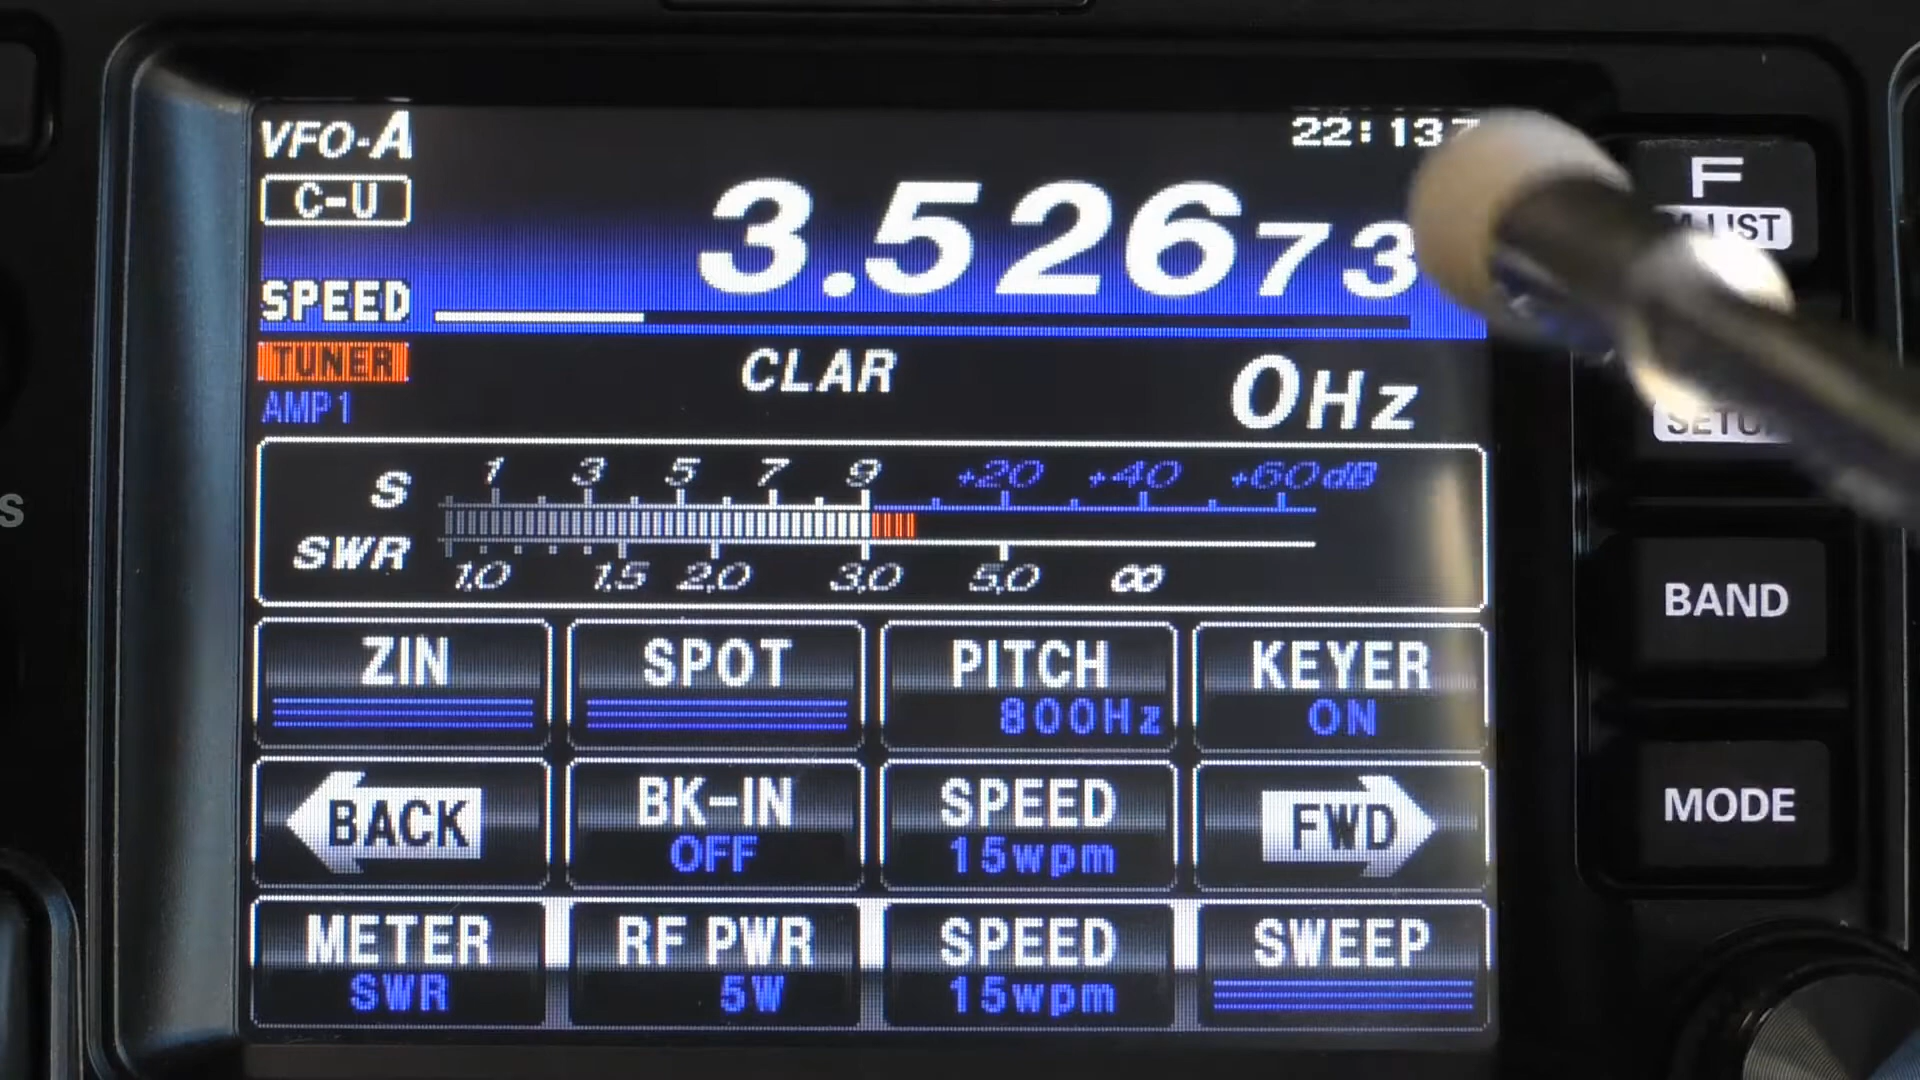 VFO-A
22:13
F
C-U
3.52673
M-LIST
SPEED
TUNER
CLAR
0Hz
AMP1
S 1 3 5 7 9 +20 +40 +60dB
SWR
1,0 1,5 2,0 3,0 5,0 ∞
BAND
ZIN
SPOT
PITCH
800Hz
KEYER
ON
BACK
BK-IN
OFF
SPEED
15wpm
FWD
MODE
METER
SWR
RF PWR
5W
SPEED
15wpm
SWEEP